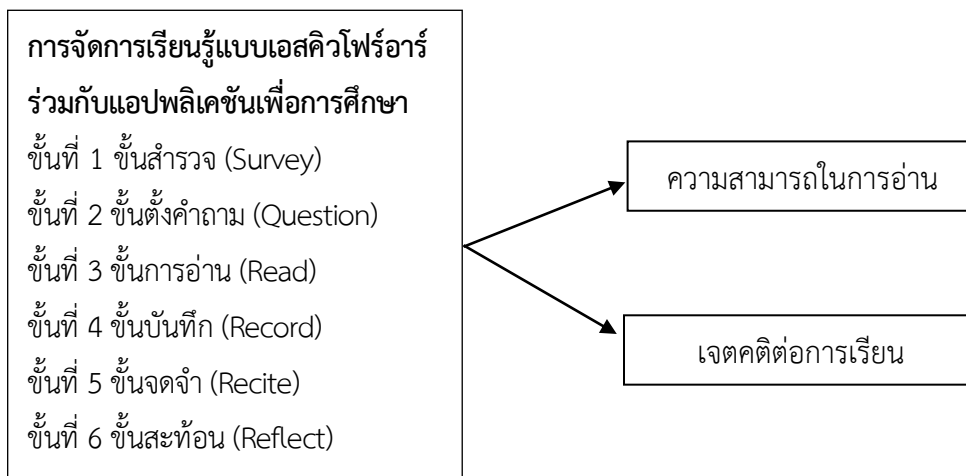 การจัดการเรียนรู้แบบเอสคิวโฟร์อาร์
ร่วมกับแอปพลิเคชันเพื่อการศึกษา
ขั้นที่ 1 ขั้นสำรวจ (Survey)
ขั้นที่ 2 ขั้นตั้งคำถาม (Question)
ขั้นที่ 3 ขั้นการอ่าน (Read)
ขั้นที่ 4 ขั้นบันทึก (Record)
ขั้นที่ 5 ขั้นจดจำ (Recite)
ขั้นที่ 6 ขั้นสะท้อน (Reflect)
ความสามารถในการอ่าน
เจตคติต่อการเรียน